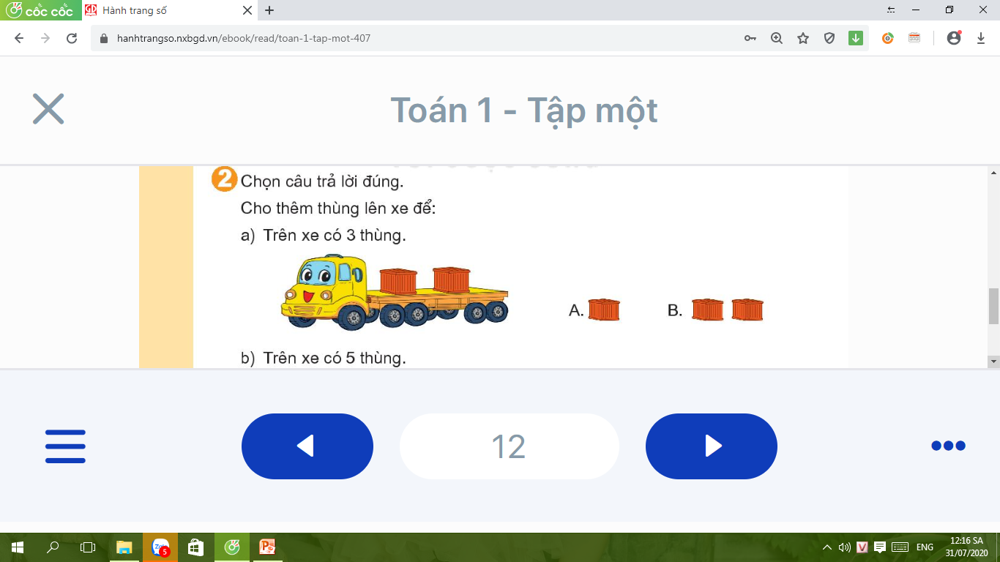 cốc cốc
Hành trang số
hanhtrangso.nxbgd.vn/ebook/read/toan-1-tap-mot-407
Toán 1 - Tập một
2 Chọn câu trả lời đúng.
Cho thêm thùng lên xe để:
a) Trên xe có 3 thùng.
A.
B.
b) Trên xe có 5 thùng.
12
5
ENG
12:16 SA
31/07/2020